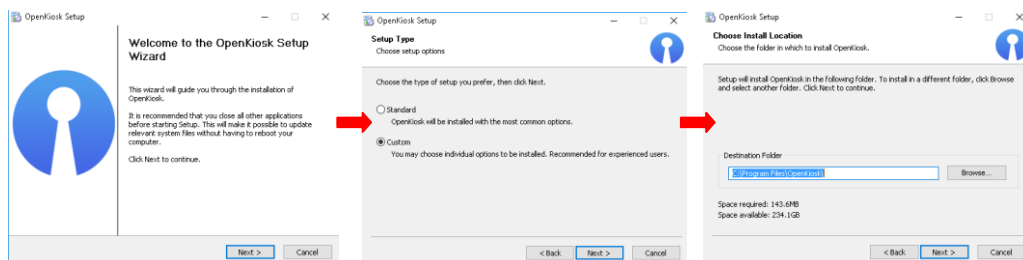 OpenKiosk Setup
Welcome to the OpenKiosk Setup
Wizard
This wizard will guide you through the installation of
OpenKiosk.
It is recommended that you close all other applications
before starting Setup. This will make it possible to update
relevant system files without having to reboot your
computer.
Click Next to continue.
Next >
Cancel
OpenKiosk Setup
Setup Type
Choose setup options
Choose the type of setup you prefer, then click Next.
Standard
OpenKiosk will be installed with the most common options.
Custom
You may choose individual options to be installed. Recommended for experienced users.
< Back
Next >
Cancel
OpenKiosk Setup
Choose Install Location
Choose the folder in which to install OpenKiosk.
Setup will install OpenKiosk in the following folder. To install in a different folder, click Browse
and select another folder. Click Next to continue.
Destination Folder
C:\Program Files\OpenKiosk\
Browse...
Space required: 143.6MB
Space available: 234.1GB
< Back
Next >
Cancel